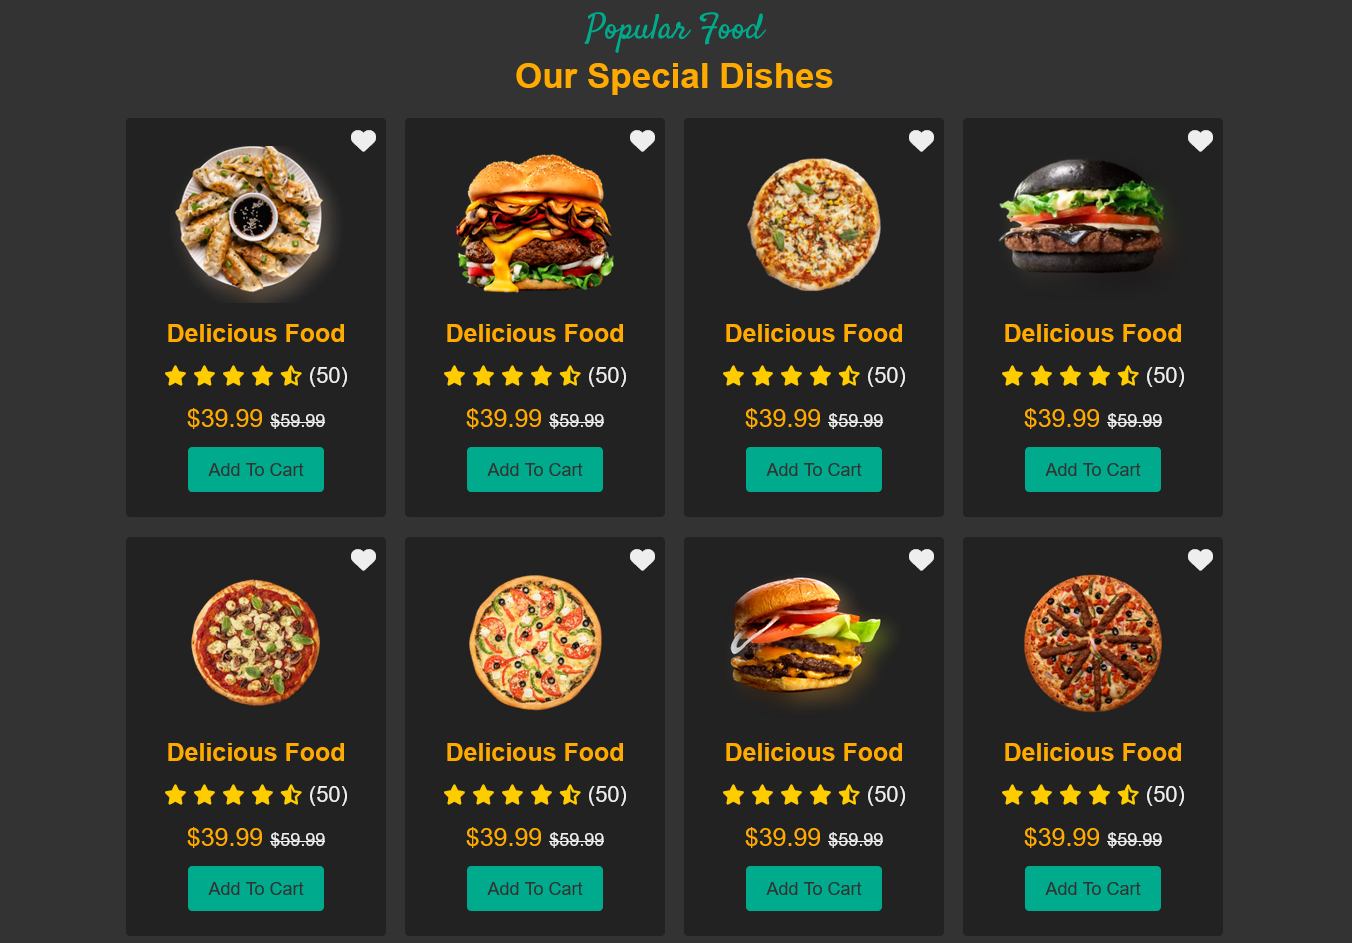 Popular Food
Our Special Dishes
Delicious Food
(50)
$39.99 $59.99
Add To Cart
Delicious Food
(50)
$39.99 $59.99
Add To Cart
Delicious Food
(50)
$39.99 $59.99
Add To Cart
Delicious Food
(50)
$39.99 $59.99
Add To Cart
Delicious Food
(50)
$39.99 $59.99
Add To Cart
Delicious Food
(50)
$39.99 $59.99
Add To Cart
Delicious Food
(50)
$39.99 $59.99
Add To Cart
Delicious Food
(50)
$39.99 $59.99
Add To Cart